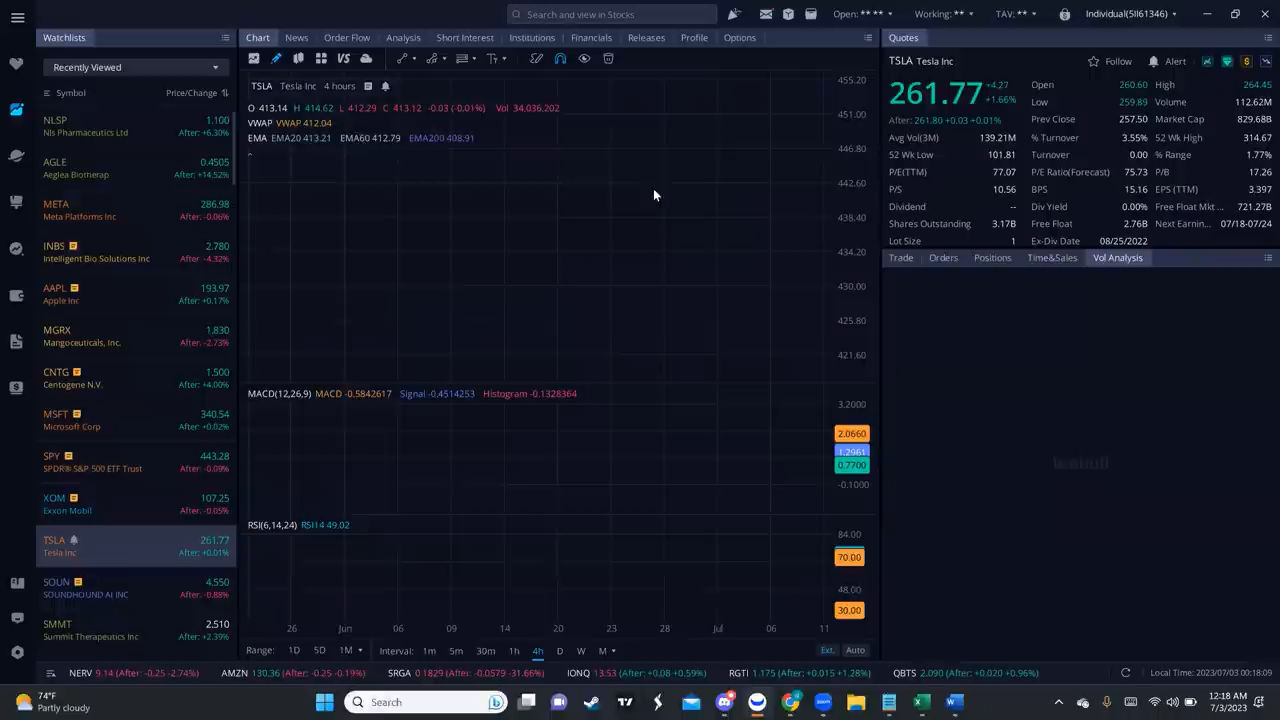 Search and view in Stocks
Open: ** **
Working: ** **
TAV: ** **
Individual(5II61346)
Watchlists
Recently Viewed
Symbol
Price/Change
NLSP 1.100
Nls Pharmaceutics Ltd After: +6.30%
AGLE 0.4505
Aeglea Biotherap After: +14.52%
META 286.98
Meta Platforms Inc After: -0.06%
INBS 2.780
Intelligent Bio Solutions Inc After: -4.32%
AAPL 193.97
Apple Inc After: +0.17%
MGRX 1.830
Mangoceuticals, Inc. After: -2.73%
CNTG 1.500
Centogene N.V. After: +4.00%
MSFT 340.54
Microsoft Corp After: +0.02%
SPY 443.28
SPDR® S&P 500 ETF Trust After: -0.09%
XOM 107.25
Exxon Mobil After: -0.05%
TSLA 261.77
Tesla Inc After: +0.01%
SOUN 4.550
SOUNDHOUND AI INC After: -0.88%
SMMT 2.510
Summit Therapeutics Inc After: +2.39%
Chart News Order Flow Analysis Short Interest Institutions Financials Releases Profile Options
VS
TSLA Tesla Inc 4 hours
O 413.14 H 414.62 L 412.29 C 413.12 -0.03 (-0.01%) Vol 34,036,202
VWAP VWAP 412.04
EMA EMA20 413.21 EMA60 412.79 EMA200 408.91
455.20
451.00
446.80
442.60
438.40
434.20
430.00
425.80
421.60
MACD(12,26,9) MACD -0.5842617 Signal -0.4514253 Histogram -0.1328364
3.2000
2.0660
1.2961
0.7700
-0.1000
RSI(6,14,24) RSI14 49.02
84.00
70.00
48.00
30.00
26 Jun 06 09 14 20 23 28 Jul 06 11
Range: 1D 5D 1M Interval: 1m 5m 30m 1h 4h D W M Ext. Auto
Quotes
TSLA Tesla Inc Follow Alert
261.77 +4.27
+1.66%
After: 261.80 +0.03 +0.01%
Open 260.60 High 264.45
Low 259.89 Volume 112.62M
Prev Close 257.50 Market Cap 829.68B
Avg Vol(3M) 139.21M % Turnover 3.55% 52 Wk High 314.67
52 Wk Low 101.81 Turnover 0.00 % Range 1.77%
P/E(TTM) 77.07 P/E Ratio(Forecast) 75.73 P/B 17.26
P/S 10.56 BPS 15.16 EPS (TTM) 3.397
Dividend -- Div Yield 0.00% Free Float Mkt ... 721.27B
Shares Outstanding 3.17B Free Float 2.76B Next Earnin... 07/18-07/24
Lot Size 1 Ex-Div Date 08/25/2022
Trade Orders Positions Time&Sales Vol Analysis
webull
NERV 9.14 (After: -0.25 -2.74%) AMZN 130.36 (After: -0.25 -0.19%) SRGA 0.1829 (After: -0.0579 -31.66%) IONQ 13.53 (After: +0.08 +0.59%) RGTI 1.175 (After: +0.015 +1.28%) QBTS 2.090 (After: +0.020 +0.96%) Local Time: 2023/07/03 00:18:09
74°F
Partly cloudy
Search
12:18 AM
7/3/2023